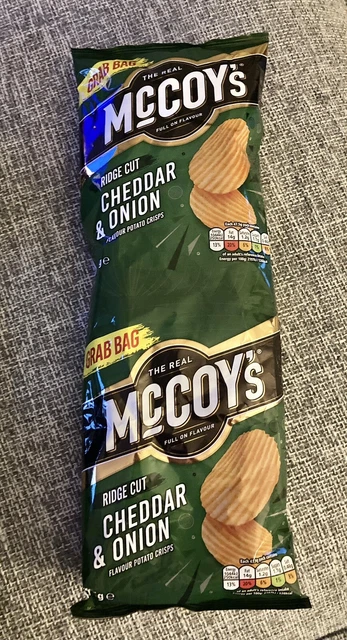 GRAB BAG
THE REAL
McCOY's
FULL ON FLAVOUR
RIDGE CUT
CHEDDAR
& ONION
FLAVOUR POTATO CRISPS
GRAB BAG
THE REAL
McCOY's
FULL ON FLAVOUR
RIDGE CUT
CHEDDAR
& ONION
FLAVOUR POTATO CRISPS